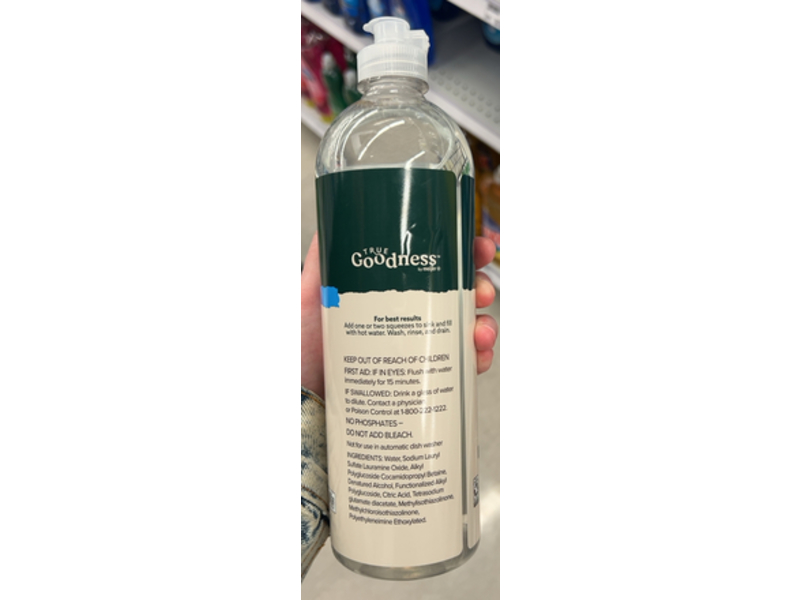 TRUE
Goodness™
by meijer®
For best results
Add one or two squeezes to sink and fill
with hot water. Wash, rinse, and drain.
KEEP OUT OF REACH OF CHILDREN
FIRST AID: IF IN EYES: Flush with water
immediately for 15 minutes.
IF SWALLOWED: Drink a glass of water
to dilute. Contact a physician
or Poison Control at 1-800-222-1222.
NO PHOSPHATES –
DO NOT ADD BLEACH.
Not for use in automatic dish washer
INGREDIENTS: Water, Sodium Lauryl
Sulfate Lauramine Oxide, Alkyl
Polyglucoside Cocamidopropyl Betaine,
Denatured Alcohol, Functionalized Alkyl
Polyglucoside, Citric Acid, Tetrasodium
glutamate diacetate, Methylisothiazolinone,
Methylchloroisothiazolinone,
Polyethyleneimine Ethoxylated.